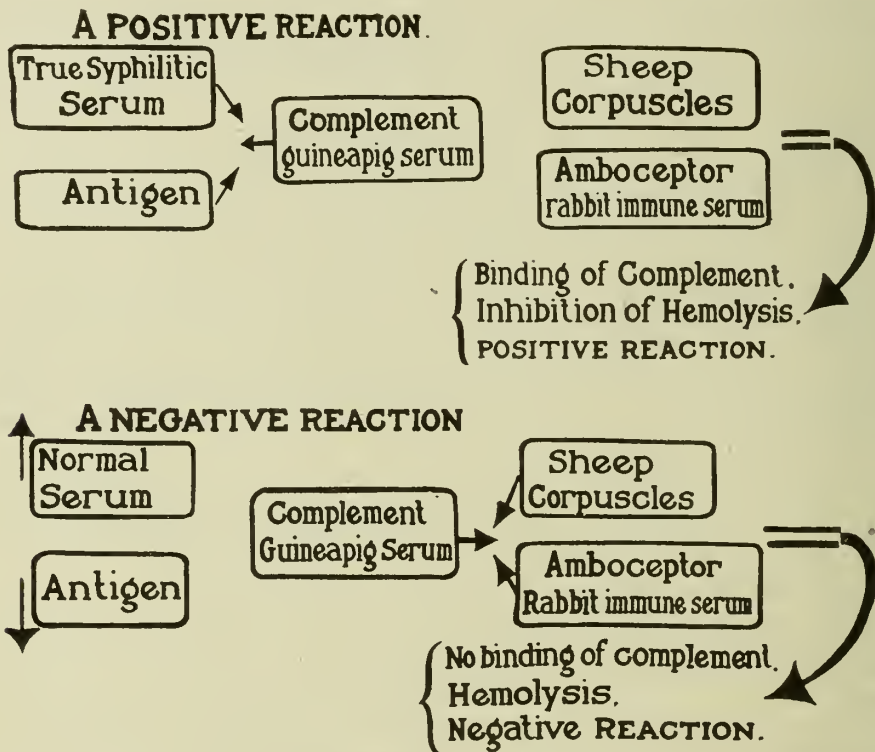 A POSITIVE REACTION.
True Syphilitic
Serum
Antigen
Complement
guineapig serum
Sheep
Corpuscles
Amboceptor
rabbit immune serum
Binding of Complement.
Inhibition of Hemolysis.
POSITIVE REACTION.
A NEGATIVE REACTION
Normal
Serum
Antigen
Complement
Guineapig Serum
Sheep
Corpuscles
Amboceptor
Rabbit immune serum
No binding of complement.
Hemolysis.
Negative REACTION.